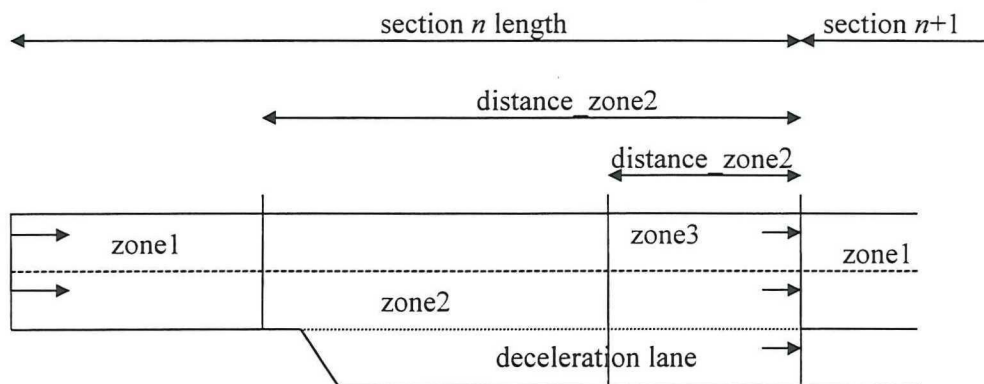 section n length
section n+1
distance_zone2
distance_zone2
zone1
zone3
zone1
zone2
deceleration lane